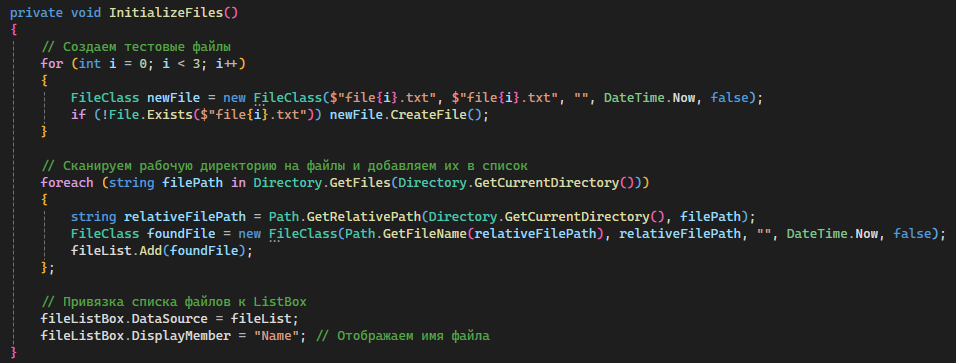 private void InitializeFiles()
{
// Создаем тестовые файлы
for (int i = 0; i < 3; i++)
{
FileClass newFile = new FileClass($"file{i}.txt", $"file{i}.txt", "", DateTime.Now, false);
if (!File.Exists($"file{i}.txt")) newFile.CreateFile();
}
// Сканируем рабочую директорию на файлы и добавляем их в список
foreach (string filePath in Directory.GetFiles(Directory.GetCurrentDirectory()))
{
string relativeFilePath = Path.GetRelativePath(Directory.GetCurrentDirectory(), filePath);
FileClass foundFile = new FileClass(Path.GetFileName(relativeFilePath), relativeFilePath, "", DateTime.Now, false);
fileList.Add(foundFile);
};
// Привязка списка файлов к ListBox
fileListBox.DataSource = fileList;
fileListBox.DisplayMember = "Name"; // Отображаем имя файла
}